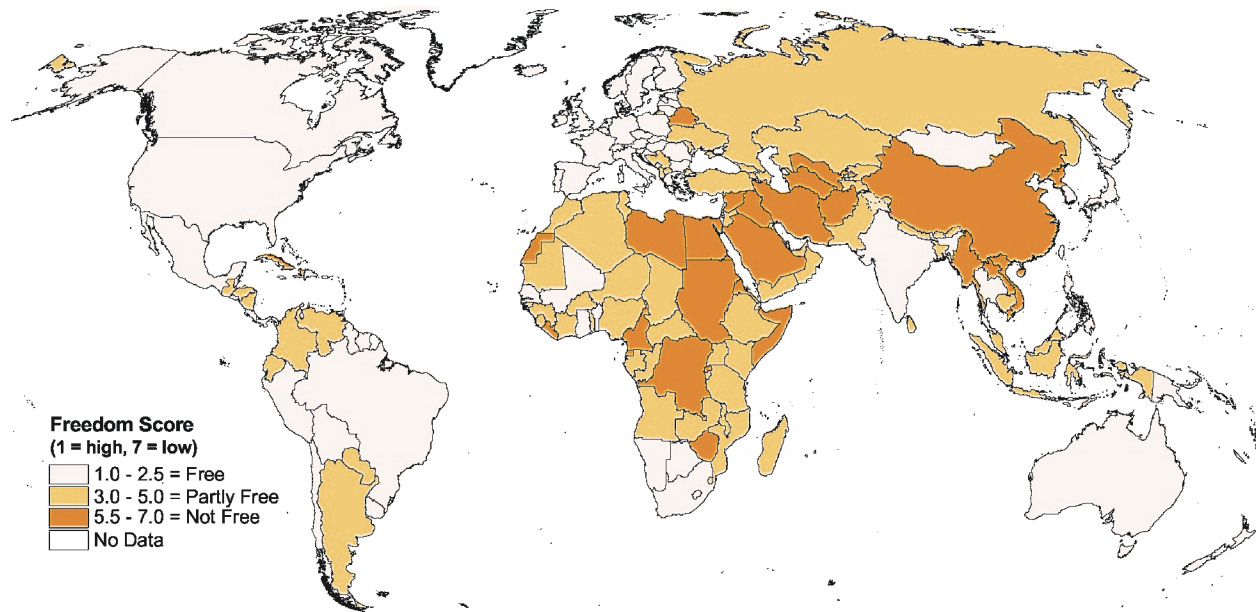 Freedom Score
(1 = high, 7 = low)
1.0 - 2.5 = Free
3.0 - 5.0 = Partly Free
5.5 - 7.0 = Not Free
No Data